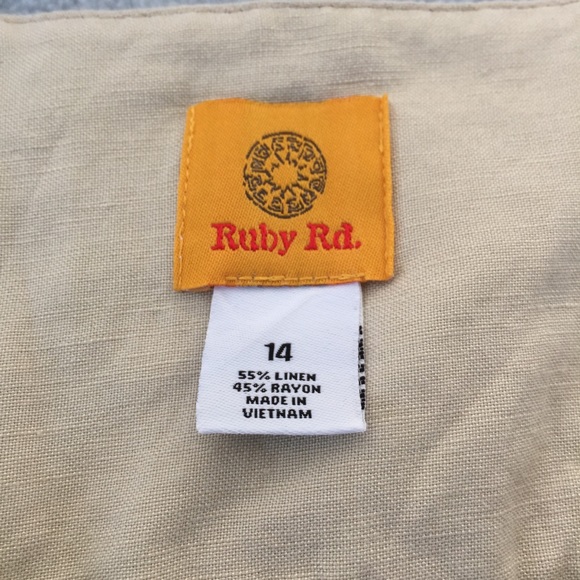 Ruby Rd.
14
55% LINEN
45% RAYON
MADE IN
VIETNAM